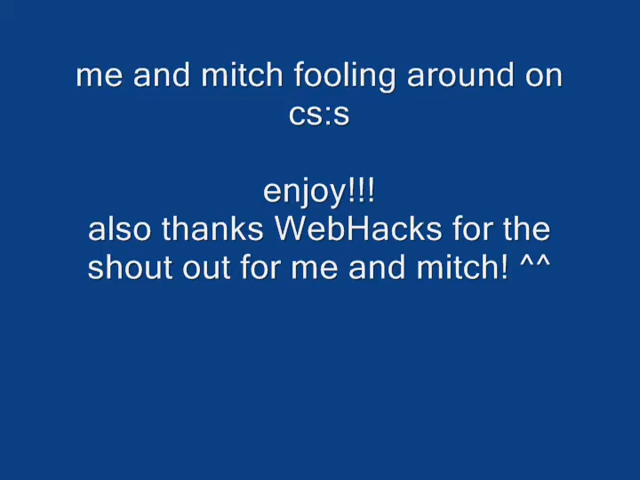 me and mitch fooling around on
cs:s
enjoy!!!
also thanks WebHacks for the
shout out for me and mitch! ^^